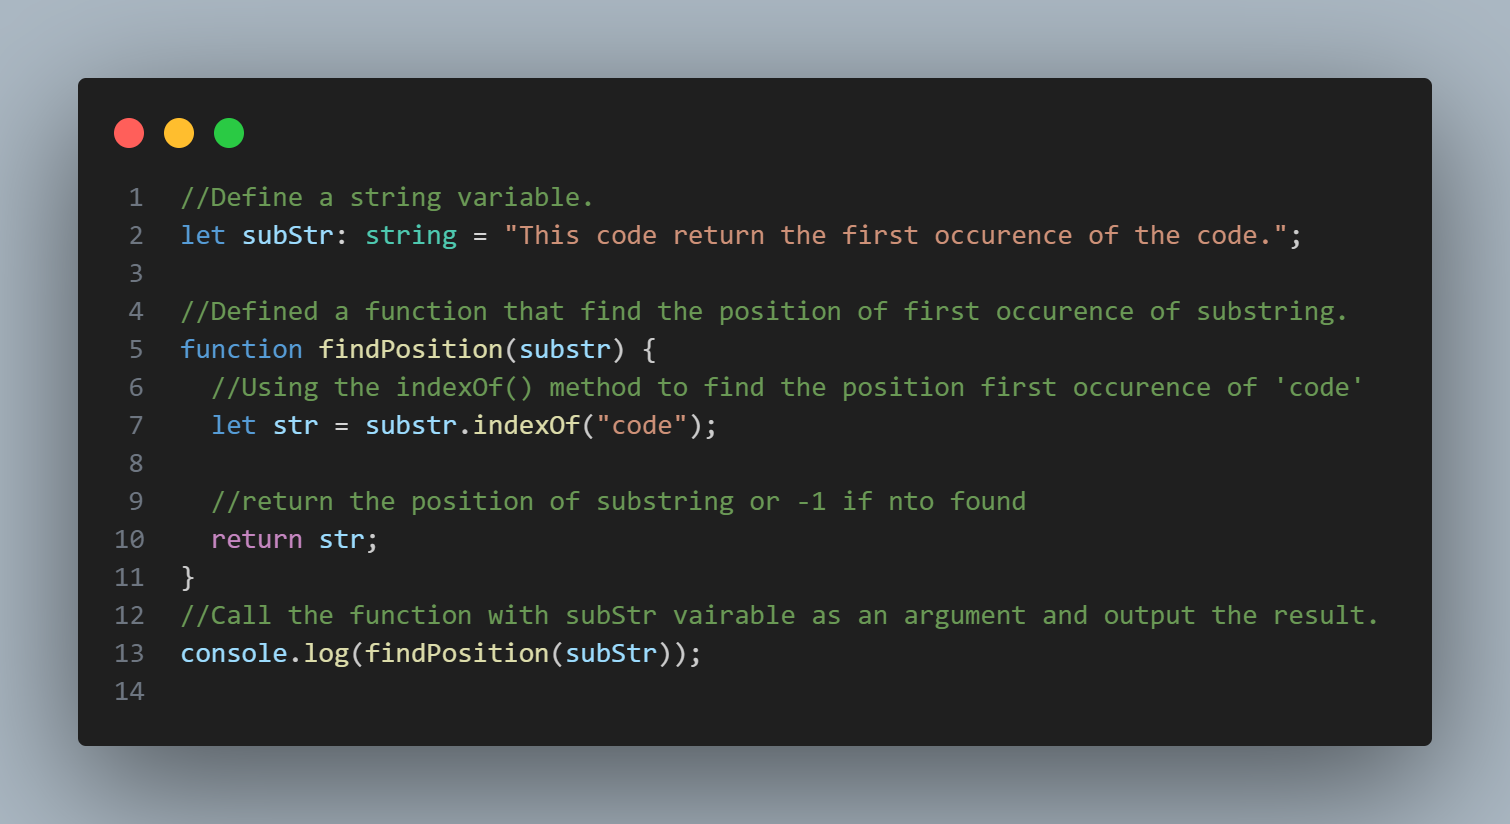 1 //Define a string variable.
2 let subStr: string = "This code return the first occurence of the code.";
3
4 //Defined a function that find the position of first occurence of substring.
5 function findPosition(substr) {
6   //Using the indexOf() method to find the position first occurence of 'code'
7   let str = substr.indexOf("code");
8
9   //return the position of substring or -1 if nto found
10   return str;
11 }
12 //Call the function with subStr vairable as an argument and output the result.
13 console.log(findPosition(subStr));
14